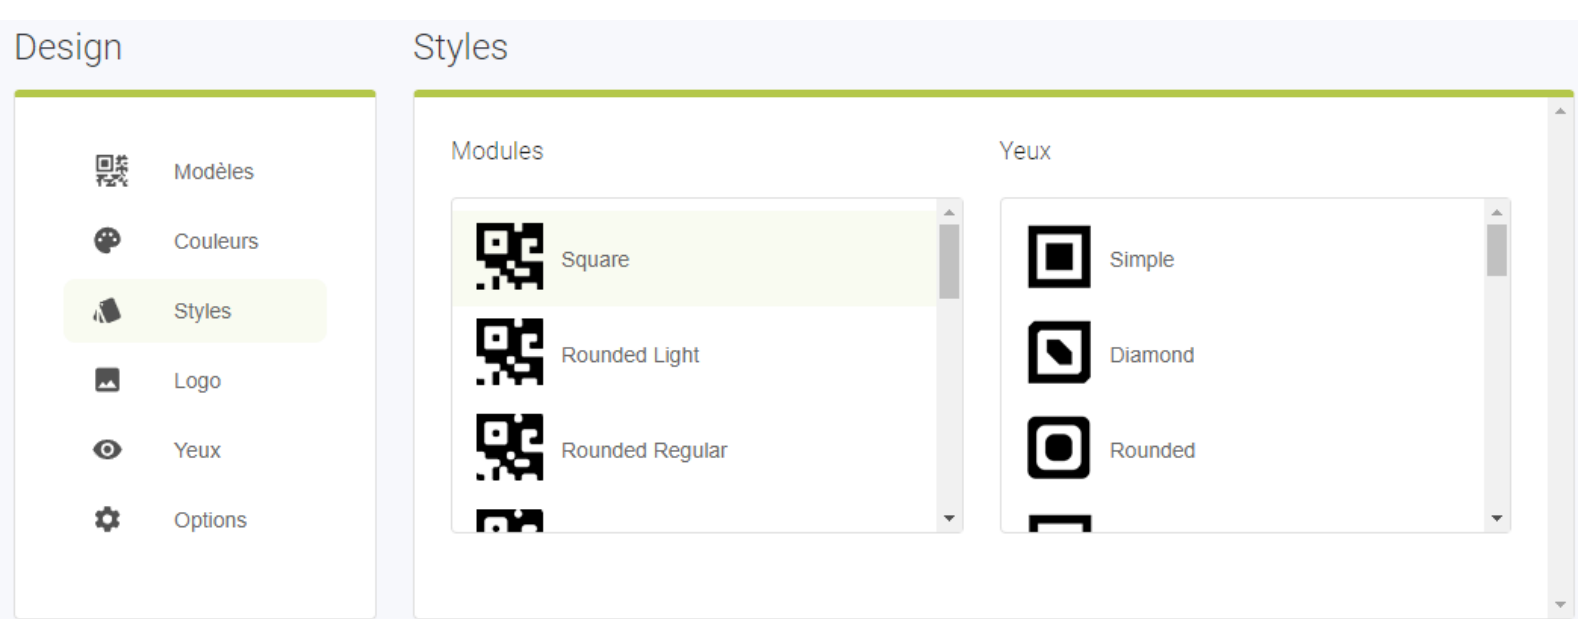 Design
Styles
Modèles
Couleurs
Styles
Logo
Yeux
Options
Modules
Square
Rounded Light
Rounded Regular
Yeux
Simple
Diamond
Rounded